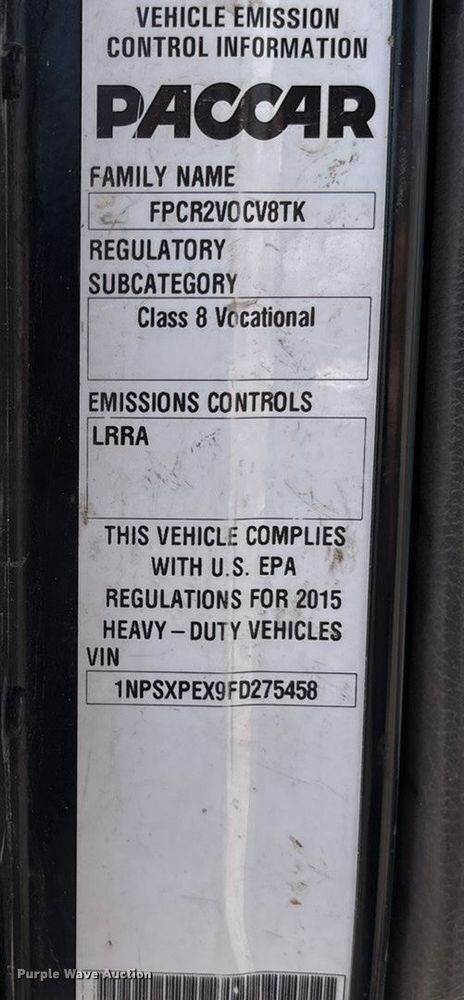 VEHICLE EMISSION
CONTROL INFORMATION
PACCAR
FAMILY NAME
FPCR2VOCV8TK
REGULATORY
SUBCATEGORY
Class 8 Vocational
EMISSIONS CONTROLS
LRRA
THIS VEHICLE COMPLIES
WITH U.S. EPA
REGULATIONS FOR 2015
HEAVY-DUTY VEHICLES
VIN
1NPSXPEX9FD275458
Purple Wave Auction